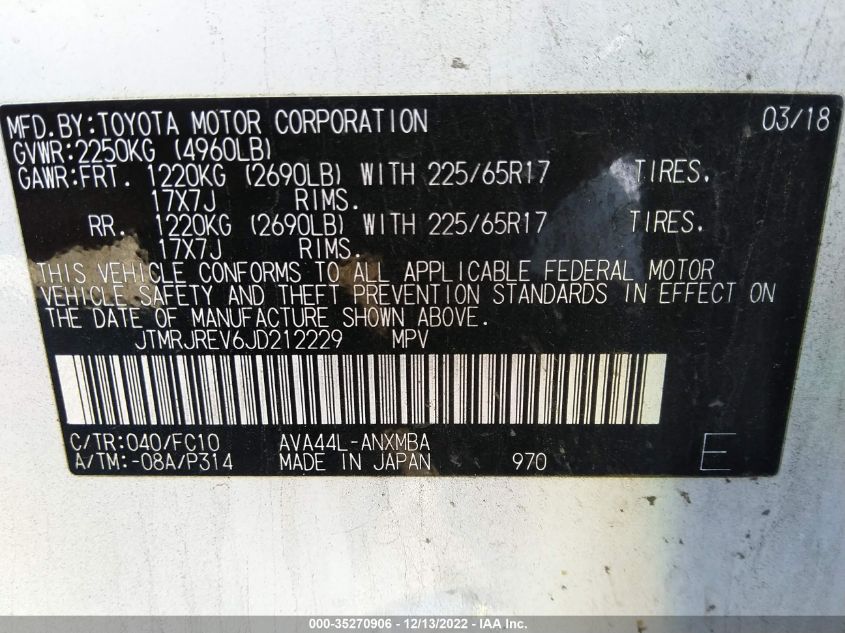 MFD.BY:TOYOTA MOTOR CORPORATION 03/18
GVWR:2250KG (4960LB)
GAWR:FRT. 1220KG (2690LB) WITH 225/65R17 TIRES.
17X7J RIMS.
RR. 1220KG (2690LB) WITH 225/65R17 TIRES.
17X7J RIMS.
THIS VEHICLE CONFORMS TO ALL APPLICABLE FEDERAL MOTOR
VEHICLE SAFETY AND THEFT PREVENTION STANDARDS IN EFFECT ON
THE DATE OF MANUFACTURE SHOWN ABOVE.
JTMRJREV6JD212229 MPV
C/TR:040/FC10 AVA44L-ANXMBA
A/TM:-08A/P314 MADE IN JAPAN 970 E
000-35270906 - 12/13/2022 - IAA Inc.